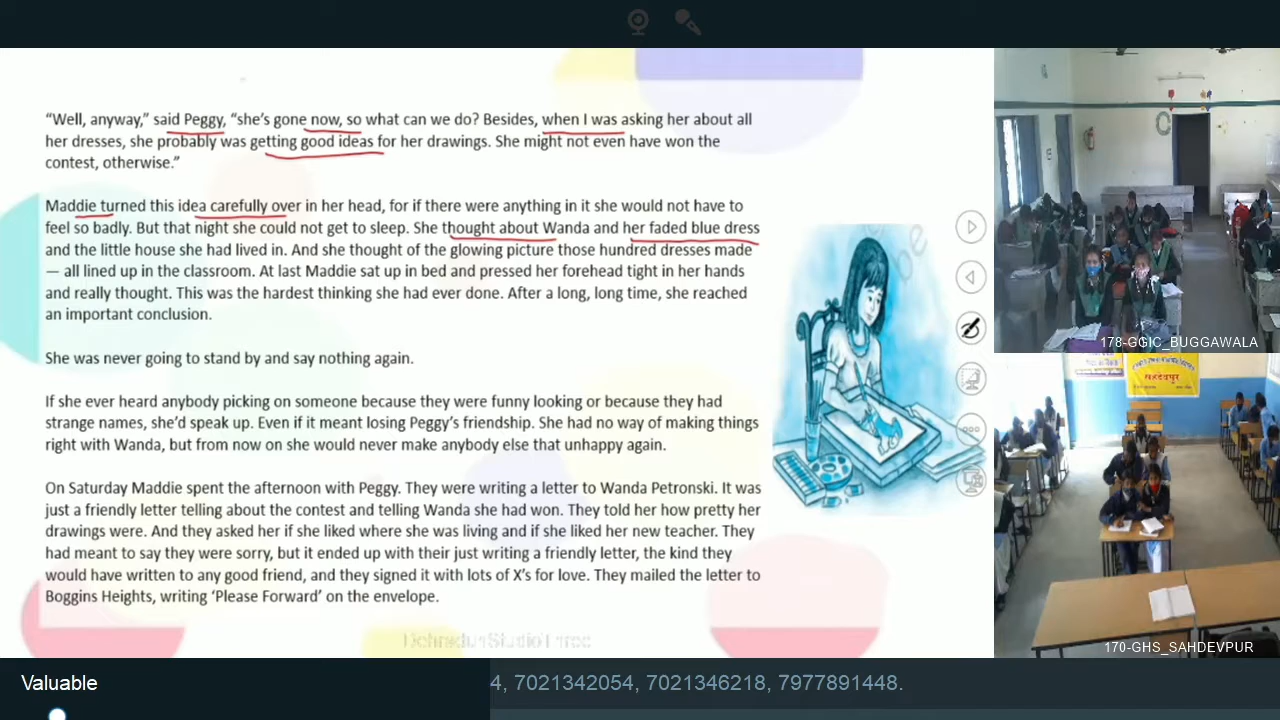 “Well, anyway,” said Peggy, “she’s gone now, so what can we do? Besides, when I was asking her about all
her dresses, she probably was getting good ideas for her drawings. She might not even have won the
contest, otherwise.”
Maddie turned this idea carefully over in her head, for if there were anything in it she would not have to
feel so badly. But that night she could not get to sleep. She thought about Wanda and her faded blue dress
and the little house she had lived in. And she thought of the glowing picture those hundred dresses made
— all lined up in the classroom. At last Maddie sat up in bed and pressed her forehead tight in her hands
and really thought. This was the hardest thinking she had ever done. After a long, long time, she reached
an important conclusion.
She was never going to stand by and say nothing again.
If she ever heard anybody picking on someone because they were funny looking or because they had
strange names, she’d speak up. Even if it meant losing Peggy’s friendship. She had no way of making things
right with Wanda, but from now on she would never make anybody else that unhappy again.
On Saturday Maddie spent the afternoon with Peggy. They were writing a letter to Wanda Petronski. It was
just a friendly letter telling about the contest and telling Wanda she had won. They told her how pretty her
drawings were. And they asked her if she liked where she was living and if she liked her new teacher. They
had meant to say they were sorry, but it ended up with their just writing a friendly letter, the kind they
would have written to any good friend, and they signed it with lots of X’s for love. They mailed the letter to
Boggins Heights, writing ‘Please Forward’ on the envelope.
178-GGIC_BUGGAWALA
सहदेवपुर
170-GHS_SAHDEVPUR
Valuable
4, 7021342054, 7021346218, 7977891448.